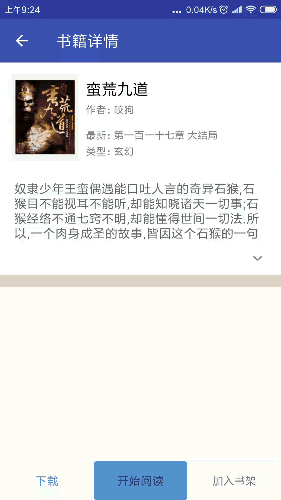 上午9:24
... 0.04K/s
书籍详情
蛮荒九道
作者: 咬狗
最新: 第一百一十七章 大结局
类型: 玄幻
蛮荒
九道
奴隶少年王蛮偶遇能口吐人言的奇异石猴,石
猴目不能视耳不能听,却能知晓诸天一切事;石
猴经络不通七窍不明,却能懂得世间一切法.所
以,一个肉身成圣的故事,皆因这个石猴的一句
下载
开始阅读
加入书架